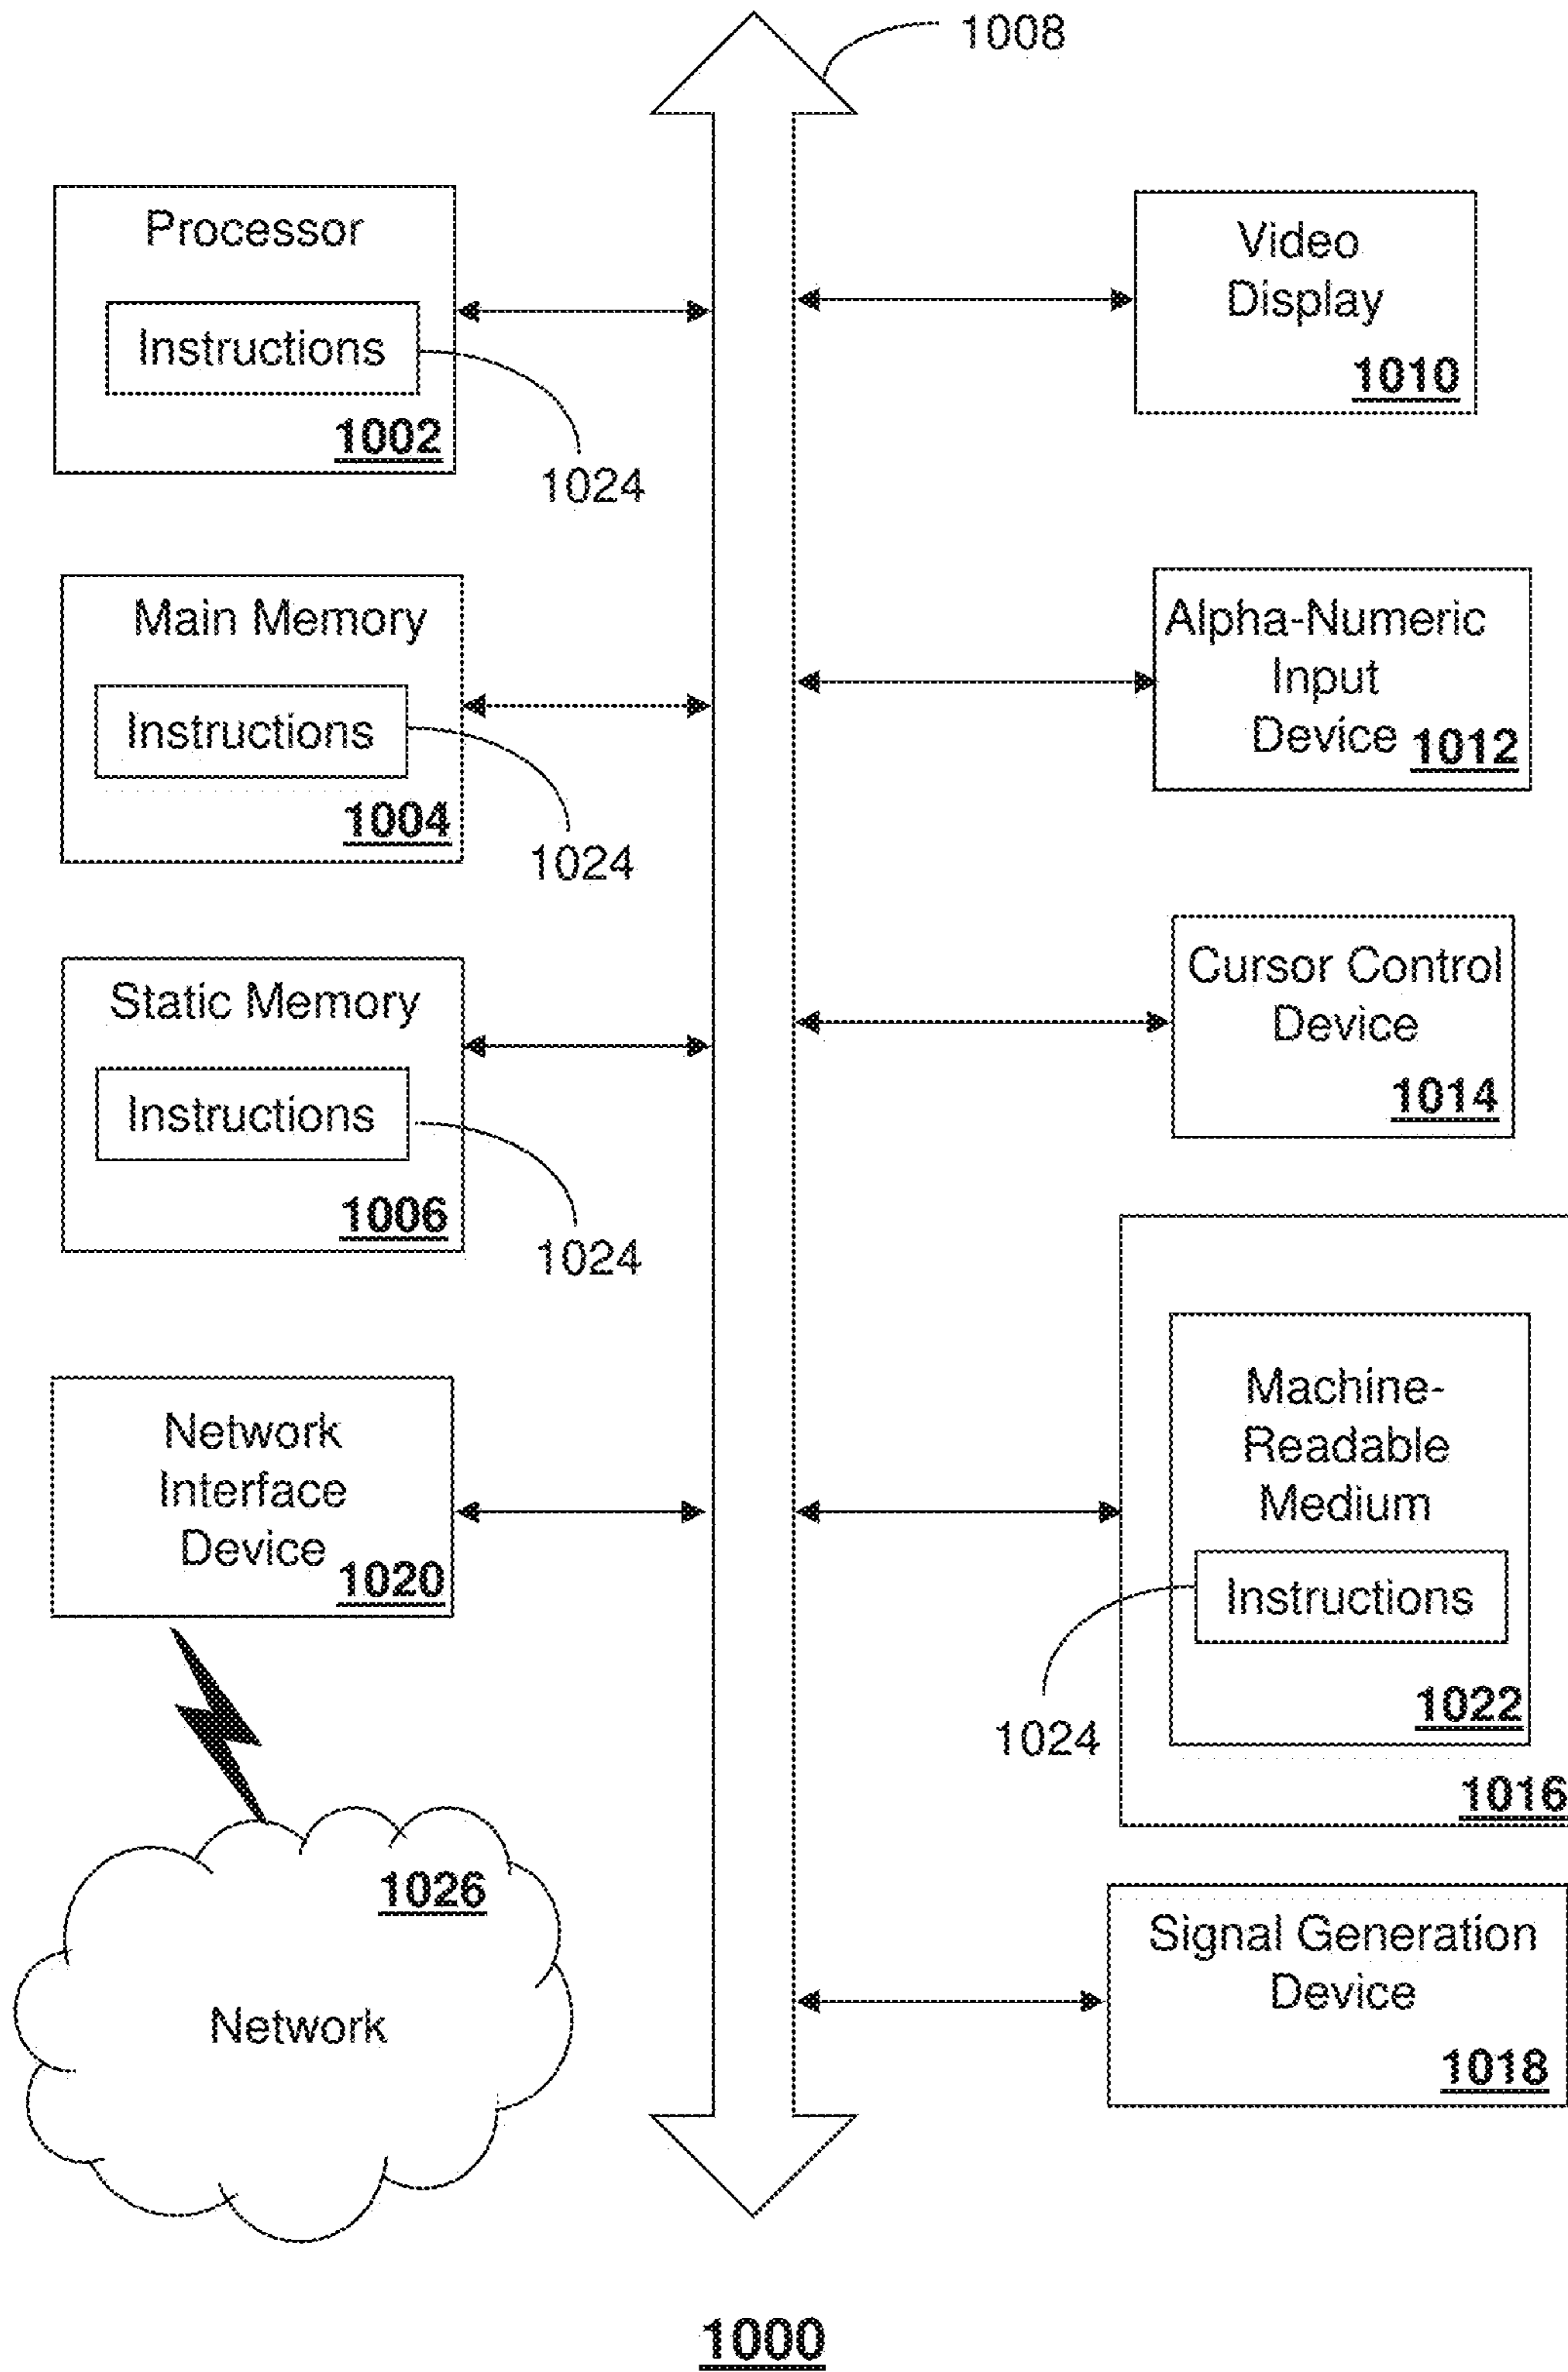 1008
Processor
Instructions
1002
1024
Video
Display
1010
Main Memory
Instructions
1004
1024
Alpha-Numeric
Input
Device 1012
Static Memory
Instructions
1006
1024
Cursor Control
Device
1014
Network
Interface
Device 1020
Machine-
Readable
Medium
Instructions
1022
1024
1016
1026
Network
Signal Generation
Device
1018
1000